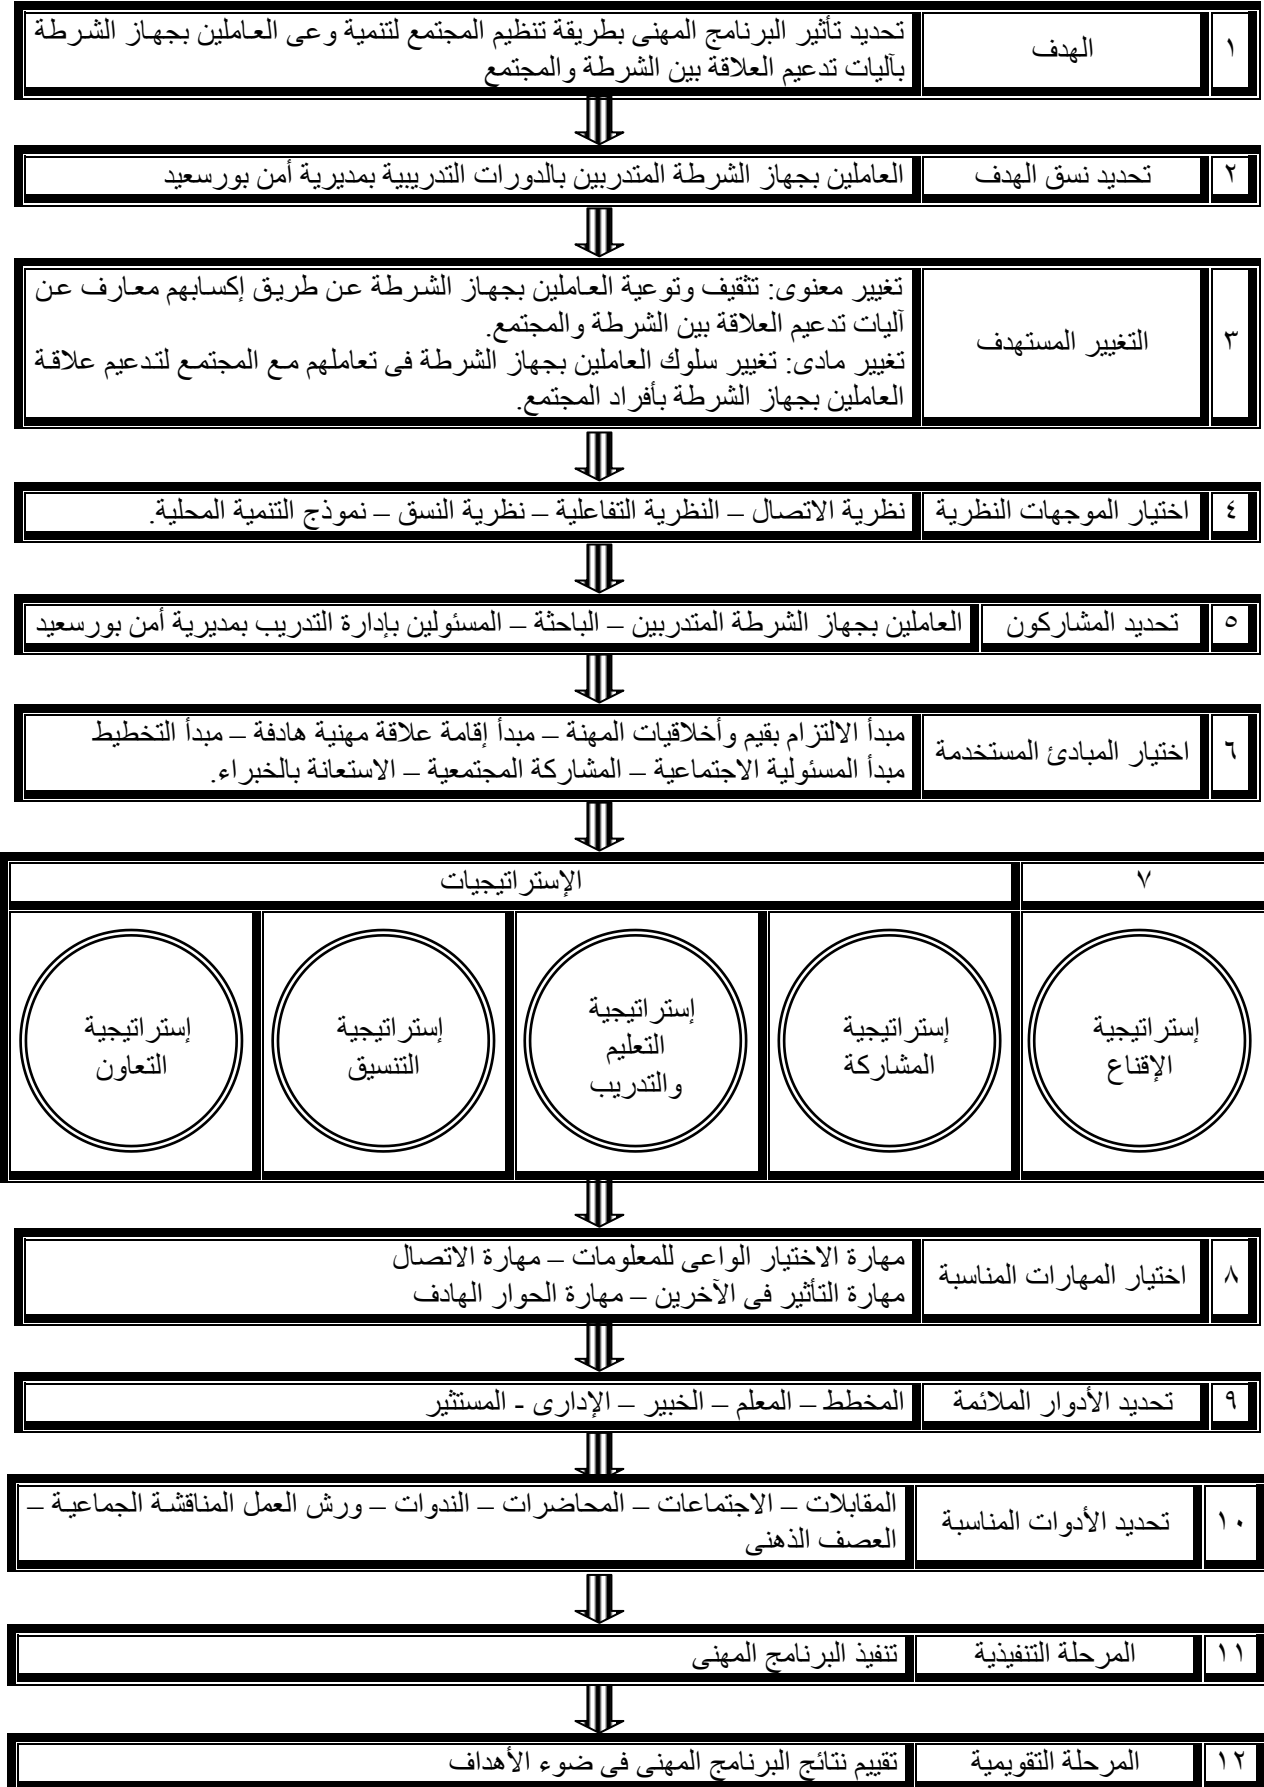 ١ الهدف تحديد تأثير البرنامج المهنى بطريقة تنظيم المجتمع لتنمية وعى العاملين بجهاز الشرطة
بآليات تدعيم العلاقة بين الشرطة والمجتمع
٢ تحديد نسق الهدف العاملين بجهاز الشرطة المتدربين بالدورات التدريبية بمديرية أمن بورسعيد
٣ التغيير المستهدف تغيير معنوى: تثقيف وتوعية العاملين بجهاز الشرطة عن طريق إكسابهم معارف عن
آليات تدعيم العلاقة بين الشرطة والمجتمع.
تغيير مادى: تغيير سلوك العاملين بجهاز الشرطة فى تعاملهم مع المجتمع لتدعيم علاقة
العاملين بجهاز الشرطة بأفراد المجتمع.
٤ اختيار الموجهات النظرية نظرية الاتصال – النظرية التفاعلية – نظرية النسق – نموذج التنمية المحلية.
٥ تحديد المشاركون العاملين بجهاز الشرطة المتدربين – الباحثة – المسئولين بإدارة التدريب بمديرية أمن بورسعيد
٦ اختيار المبادئ المستخدمة مبدأ الالتزام بقيم وأخلاقيات المهنة – مبدأ إقامة علاقة مهنية هادفة – مبدأ التخطيط
مبدأ المسئولية الاجتماعية – المشاركة المجتمعية – الاستعانة بالخبراء.
٧ الإستراتيجيات
إستراتيجية
الإقناع
إستراتيجية
المشاركة
إستراتيجية
التعليم
والتدريب
إستراتيجية
التنسيق
إستراتيجية
التعاون
٨ اختيار المهارات المناسبة مهارة الاختيار الواعى للمعلومات – مهارة الاتصال
مهارة التأثير فى الآخرين – مهارة الحوار الهادف
٩ تحديد الأدوار الملائمة المخطط – المعلم – الخبير – الإدارى - المستثير
١٠ تحديد الأدوات المناسبة المقابلات – الاجتماعات – المحاضرات – الندوات – ورش العمل المناقشة الجماعية –
العصف الذهنى
١١ المرحلة التنفيذية تنفيذ البرنامج المهنى
١٢ المرحلة التقويمية تقييم نتائج البرنامج المهنى فى ضوء الأهداف